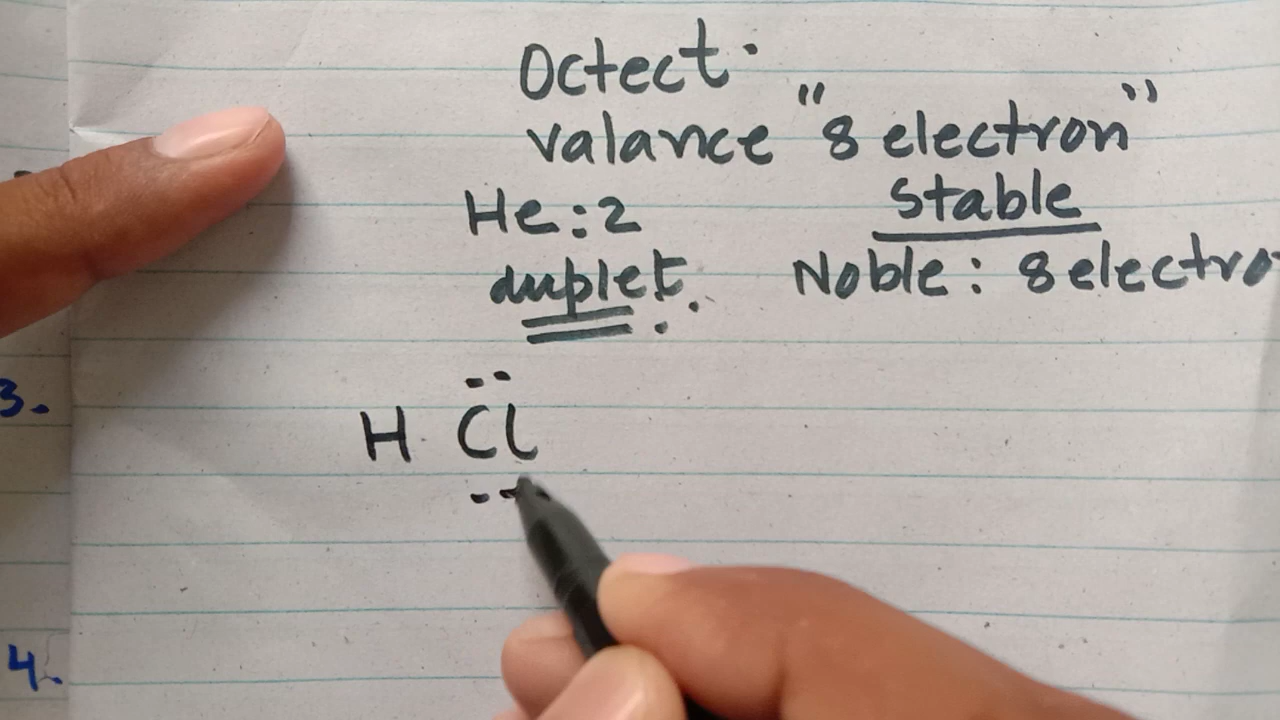 Octect.
valance "8 electron"
He:2 stable
duplet. Noble: 8 electro
3.
H Cl
4.